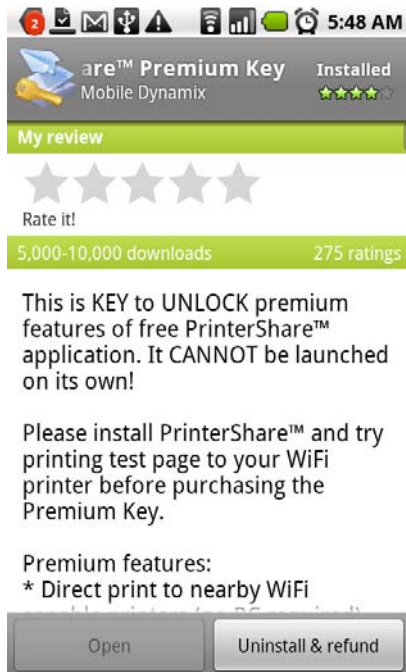 2
5:48 AM
are™ Premium Key
Installed
Mobile Dynamix
My review
Rate it!
5,000-10,000 downloads
275 ratings
This is KEY to UNLOCK premium
features of free PrinterShare™
application. It CANNOT be launched
on its own!
Please install PrinterShare™ and try
printing test page to your WiFi
printer before purchasing the
Premium Key.
Premium features:
* Direct print to nearby WiFi
Open
Uninstall & refund